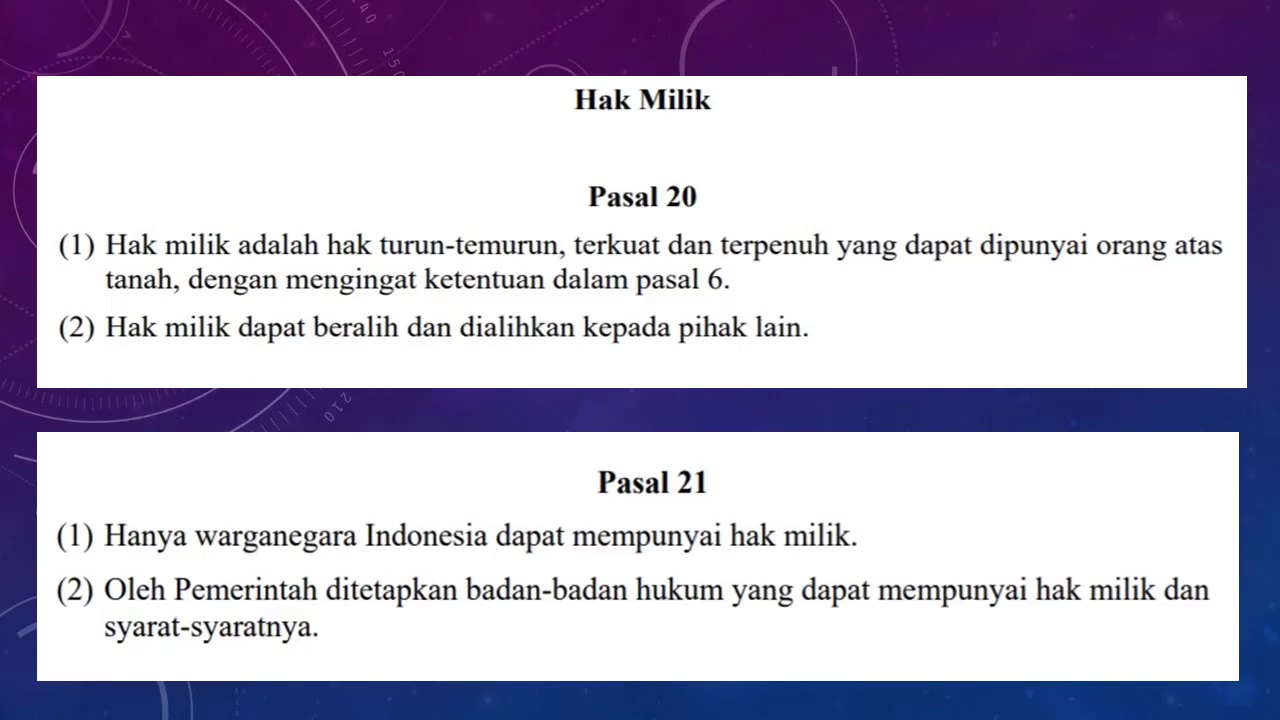 40
150
Hak Milik
Pasal 20
(1) Hak milik adalah hak turun-temurun, terkuat dan terpenuh yang dapat dipunyai orang atas
tanah, dengan mengingat ketentuan dalam pasal 6.
(2) Hak milik dapat beralih dan dialihkan kepada pihak lain.
210
Pasal 21
(1) Hanya warganegara Indonesia dapat mempunyai hak milik.
(2) Oleh Pemerintah ditetapkan badan-badan hukum yang dapat mempunyai hak milik dan
syarat-syaratnya.